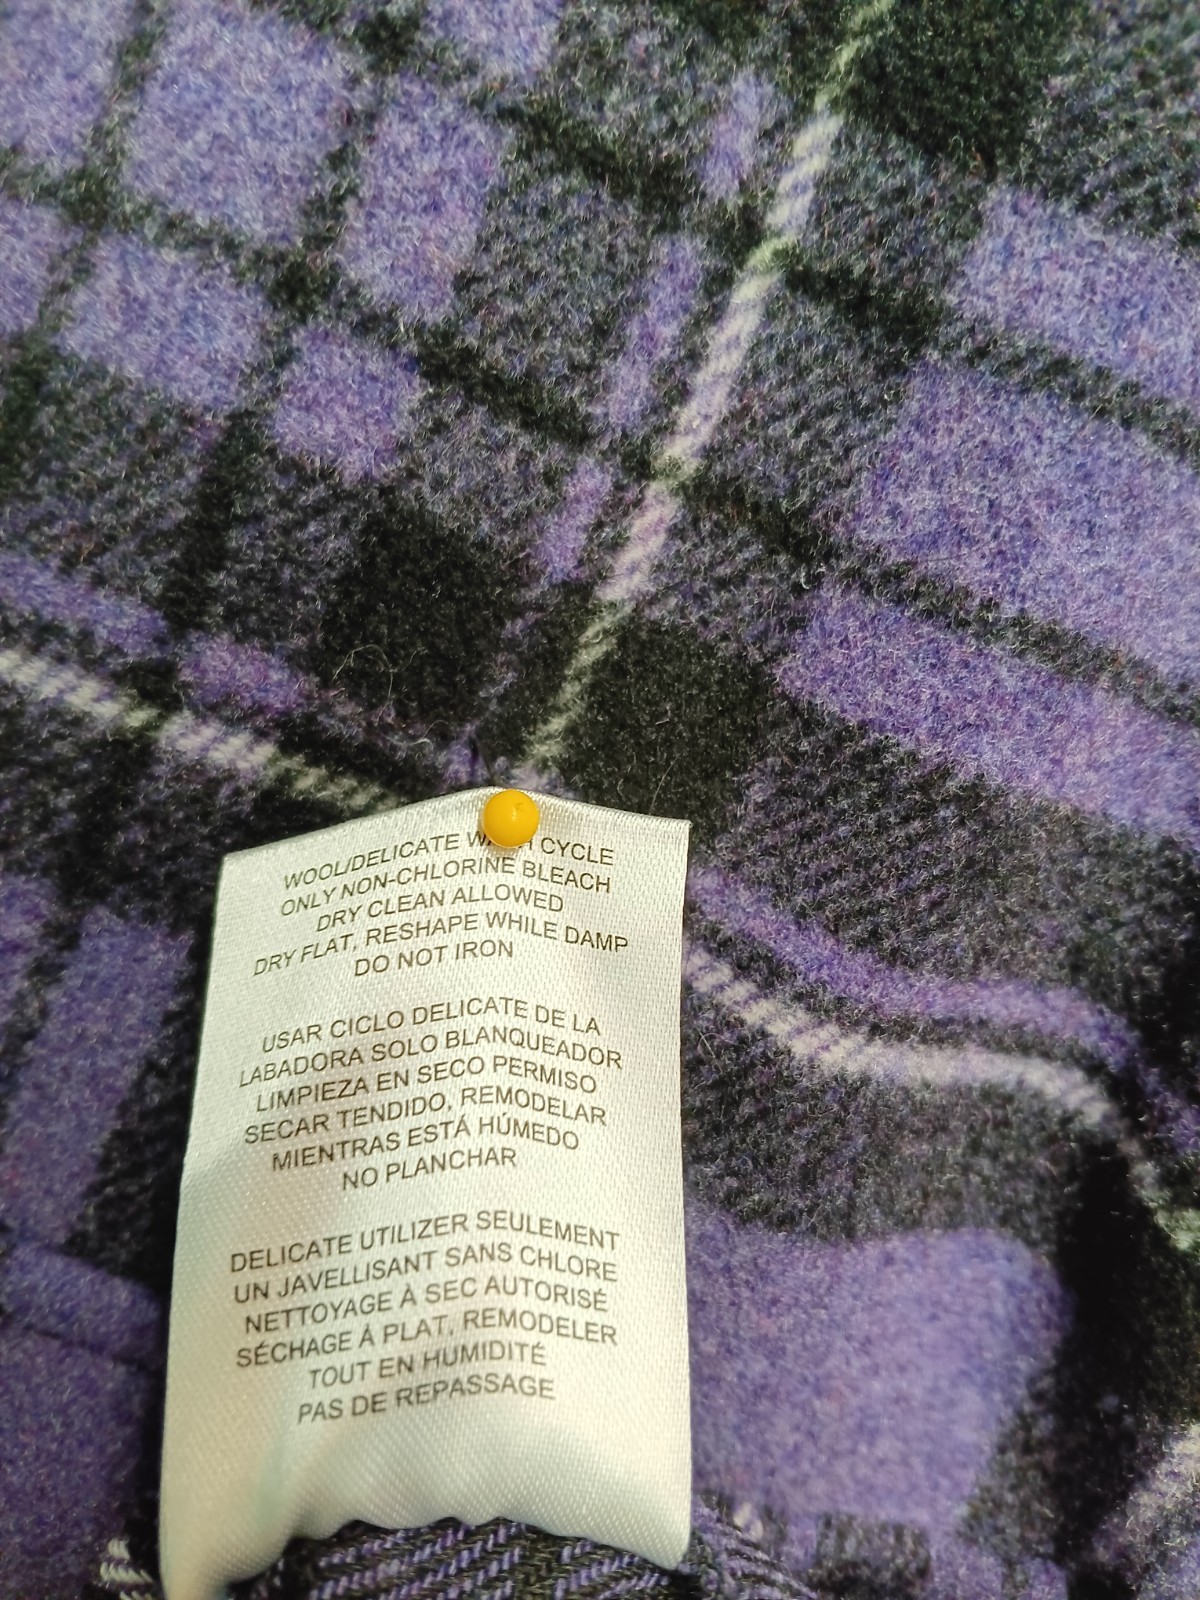 WOOL/DELICATE CYCLE
ONLY NON-CHLORINE BLEACH
DRY CLEAN ALLOWED
DRY FLAT, RESHAPE WHILE DAMP
DO NOT IRON
USAR CICLO DELICATE DE LA
LABADORA SOLO BLANQUEADOR
LIMPIEZA EN SECO PERMISO
SECAR TENDIDO, REMODELAR
MIENTRAS ESTÁ HÚMEDO
NO PLANCHAR
DELICATE UTILIZER SEULEMENT
UN JAVELLISANT SANS CHLORE
NETTOYAGE À SEC AUTORISÉ
SÉCHAGE À PLAT, REMODELER
TOUT EN HUMIDITÉ
PAS DE REPASSAGE